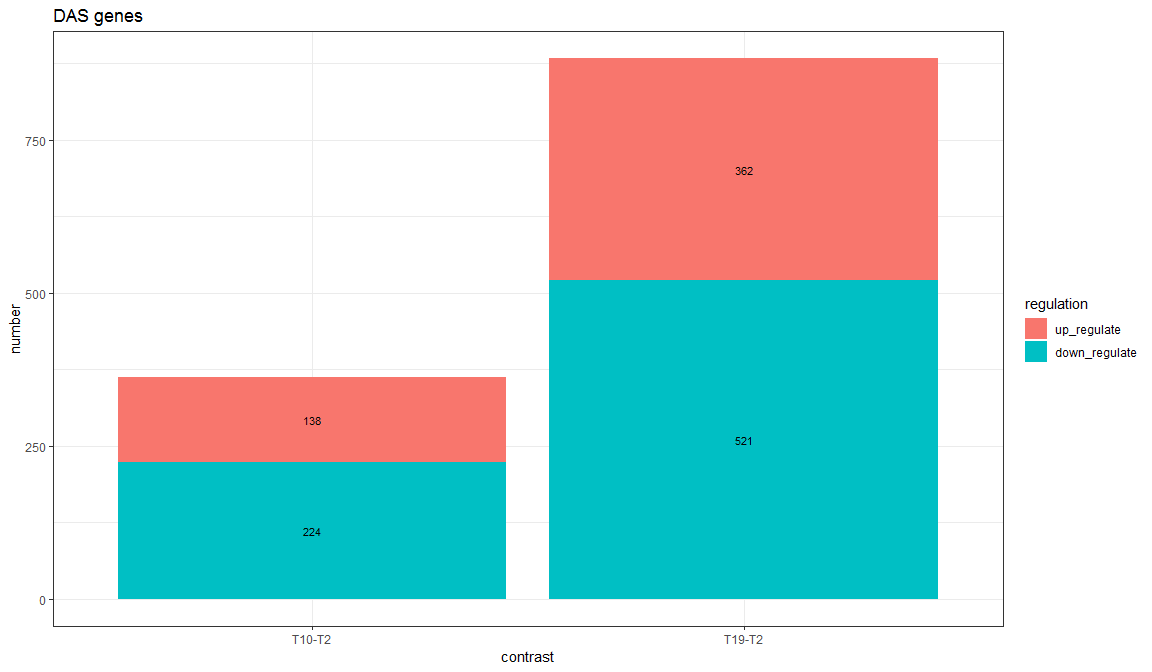 DAS genes
number
750
500
250
0
362
521
138
224
T10-T2
T19-T2
contrast
regulation
up_regulate
down_regulate